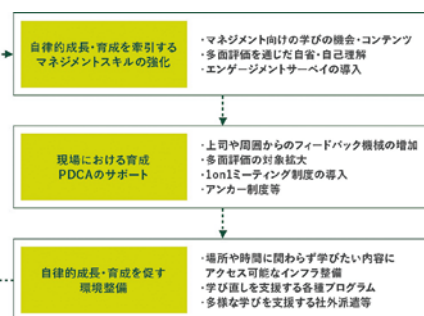 自律的成長・育成を牽引する
マネジメントスキルの強化
・マネジメント向けの学びの機会・コンテンツ
・多面評価を通じた自省・自己理解
・エンゲージメントサーベイの導入
現場における育成
PDCAのサポート
・上司や周囲からのフィードバック機械の増加
・多面評価の対象拡大
・1on1ミーティング制度の導入
・アンカー制度等
自律的成長・育成を促す
環境整備
・場所や時間に関わらず学びたい内容に
アクセス可能なインフラ整備
・学び直しを支援する各種プログラム
・多様な学びを支援する社外派遣等